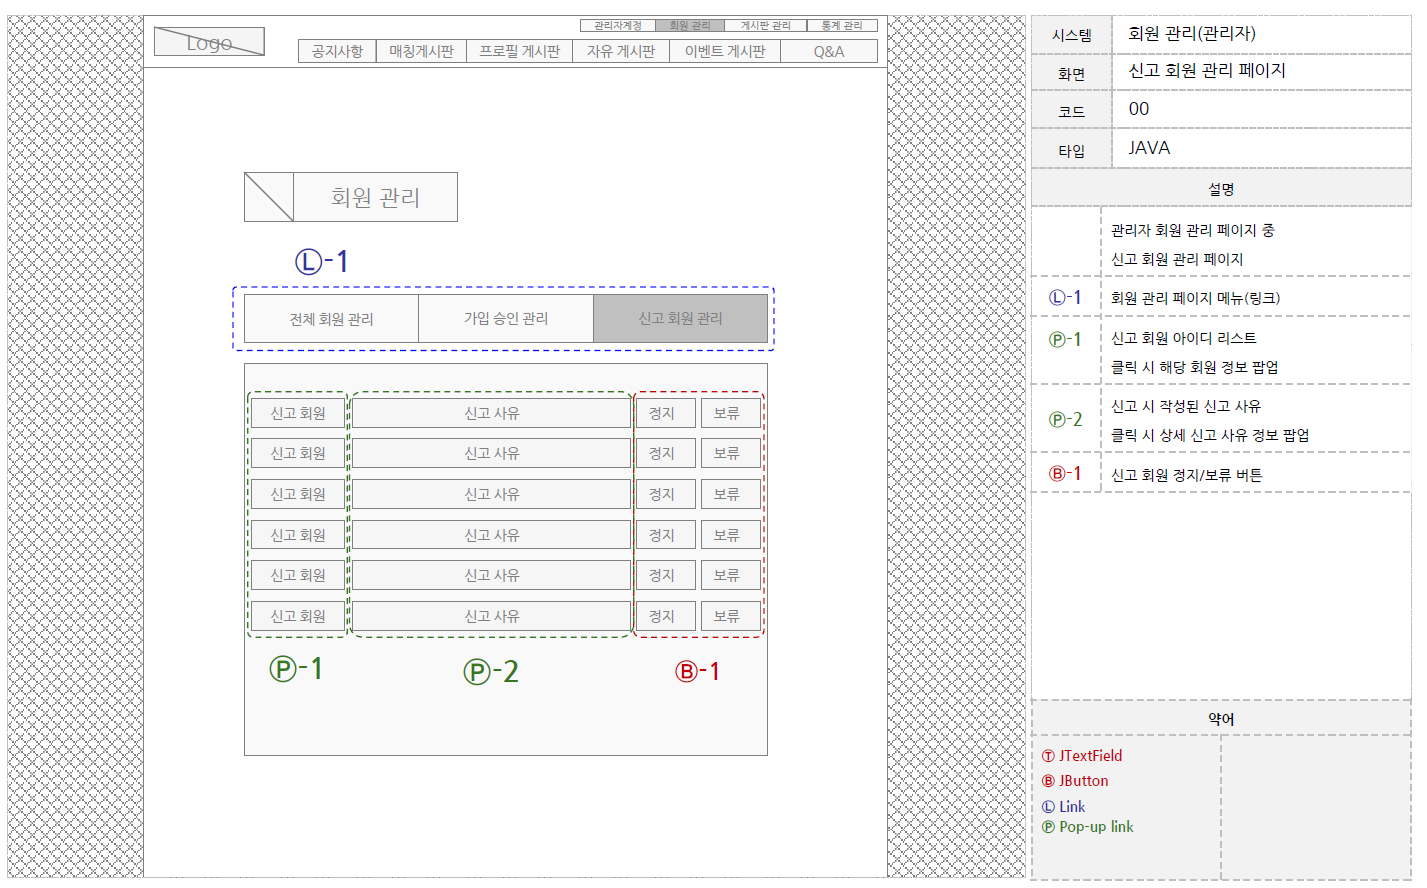 Logo
관리자계정 회원 관리 게시판 관리 통계 관리
공지사항 매칭게시판 프로필 게시판 자유 게시판 이벤트 게시판 Q&A
회원 관리
Ⓛ-1
전체 회원 관리 가입 승인 관리 신고 회원 관리
신고 회원 신고 사유 정지 보류
신고 회원 신고 사유 정지 보류
신고 회원 신고 사유 정지 보류
신고 회원 신고 사유 정지 보류
신고 회원 신고 사유 정지 보류
신고 회원 신고 사유 정지 보류
Ⓟ-1 Ⓟ-2 Ⓑ-1
시스템 회원 관리(관리자)
화면 신고 회원 관리 페이지
코드 00
타입 JAVA
설명
관리자 회원 관리 페이지 중
신고 회원 관리 페이지
Ⓛ-1 회원 관리 페이지 메뉴(링크)
Ⓟ-1 신고 회원 아이디 리스트
클릭 시 해당 회원 정보 팝업
Ⓟ-2 신고 시 작성된 신고 사유
클릭 시 상세 신고 사유 정보 팝업
Ⓑ-1 신고 회원 정지/보류 버튼
약어
Ⓣ JTextField
Ⓑ JButton
Ⓛ Link
Ⓟ Pop-up link